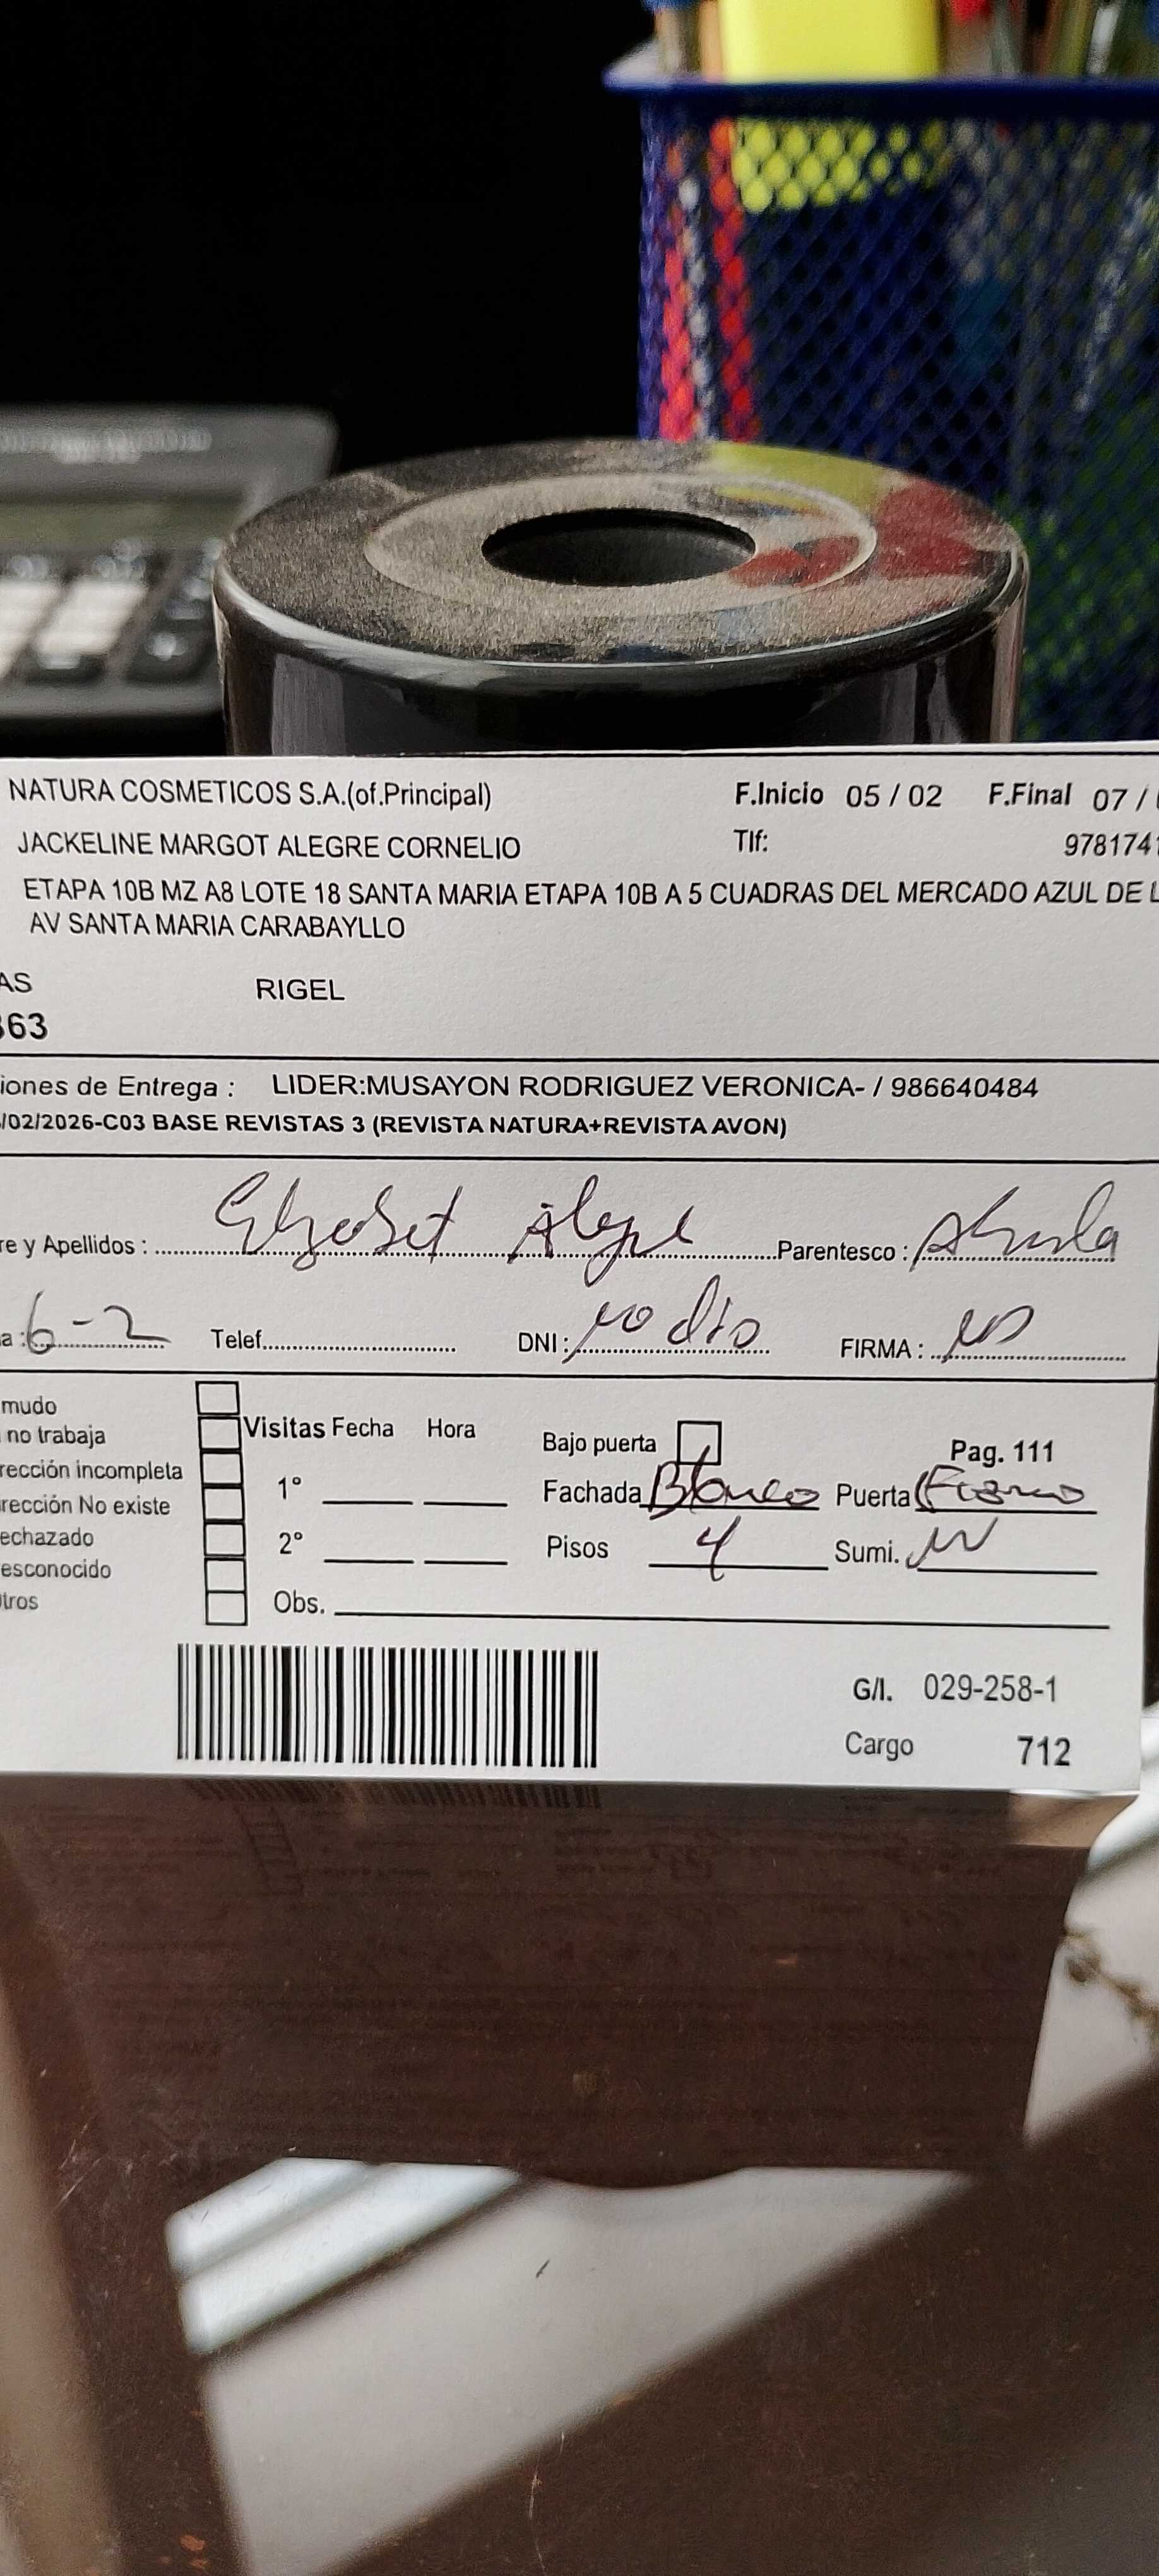 NATURA COSMETICOS S.A.(of.Principal) F.Inicio 05 / 02 F.Final 07 /
JACKELINE MARGOT ALEGRE CORNELIO Tlf: 9781741
ETAPA 10B MZ A8 LOTE 18 SANTA MARIA ETAPA 10B A 5 CUADRAS DEL MERCADO AZUL DE L
AV SANTA MARIA CARABAYLLO
AS RIGEL
363
iones de Entrega : LIDER:MUSAYON RODRIGUEZ VERONICA- / 986640484
/02/2026-C03 BASE REVISTAS 3 (REVISTA NATURA+REVISTA AVON)
re y Apellidos : Alegre Parentesco :
a : 6-2 Telef. DNI : no dio FIRMA :
mudo
no trabaja Visitas Fecha Hora Bajo puerta Pag. 111
rección incompleta
rección No existe 1° Fachada Blanco Puerta Fierro
echazado 2° Pisos 4 Sumi.
esconocido
tros Obs.
G/I. 029-258-1
Cargo 712